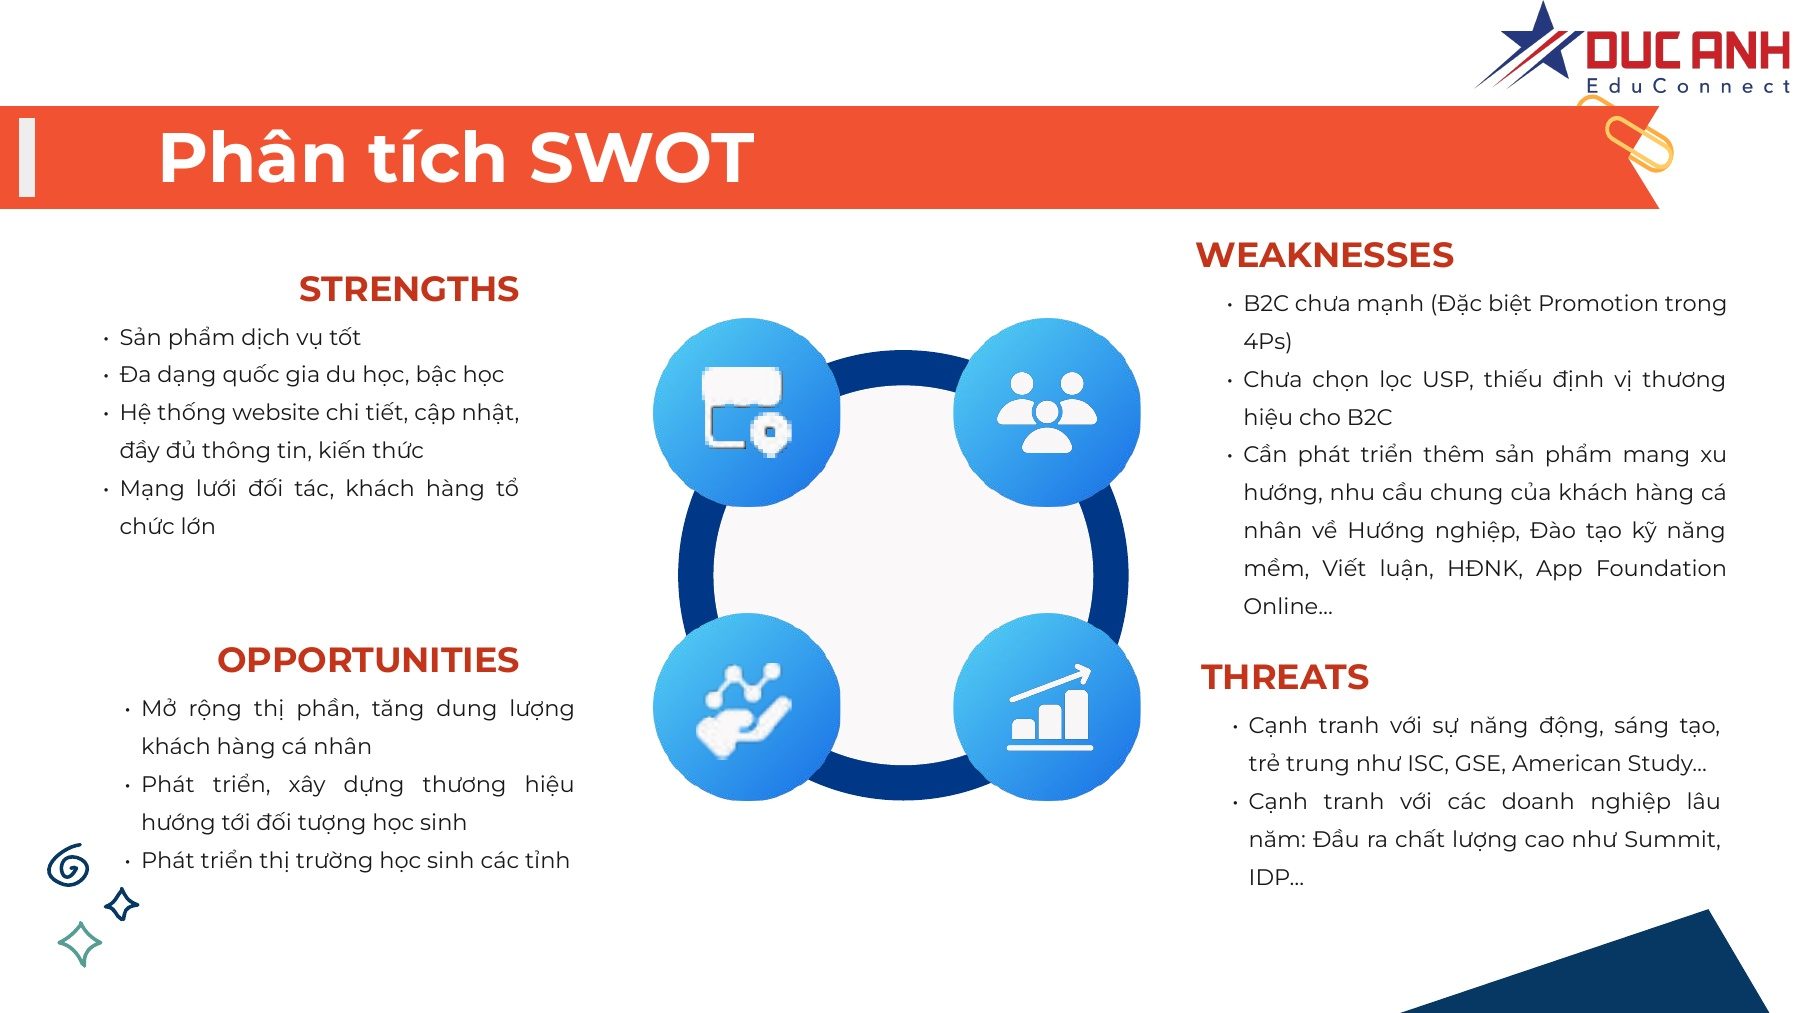 DUC ANH
EduConnect
Phân tích SWOT
STRENGTHS
• Sản phẩm dịch vụ tốt
• Đa dạng quốc gia du học, bậc học
• Hệ thống website chi tiết, cập nhật,
đầy đủ thông tin, kiến thức
• Mạng lưới đối tác, khách hàng tổ
chức lớn
WEAKNESSES
• B2C chưa mạnh (Đặc biệt Promotion trong
4Ps)
• Chưa chọn lọc USP, thiếu định vị thương
hiệu cho B2C
• Cần phát triển thêm sản phẩm mang xu
hướng, nhu cầu chung của khách hàng cá
nhân về Hướng nghiệp, Đào tạo kỹ năng
mềm, Viết luận, HĐNK, App Foundation
Online...
OPPORTUNITIES
• Mở rộng thị phần, tăng dung lượng
khách hàng cá nhân
• Phát triển, xây dựng thương hiệu
hướng tới đối tượng học sinh
• Phát triển thị trường học sinh các tỉnh
THREATS
• Cạnh tranh với sự năng động, sáng tạo,
trẻ trung như ISC, GSE, American Study...
• Cạnh tranh với các doanh nghiệp lâu
năm: Đầu ra chất lượng cao như Summit,
IDP...